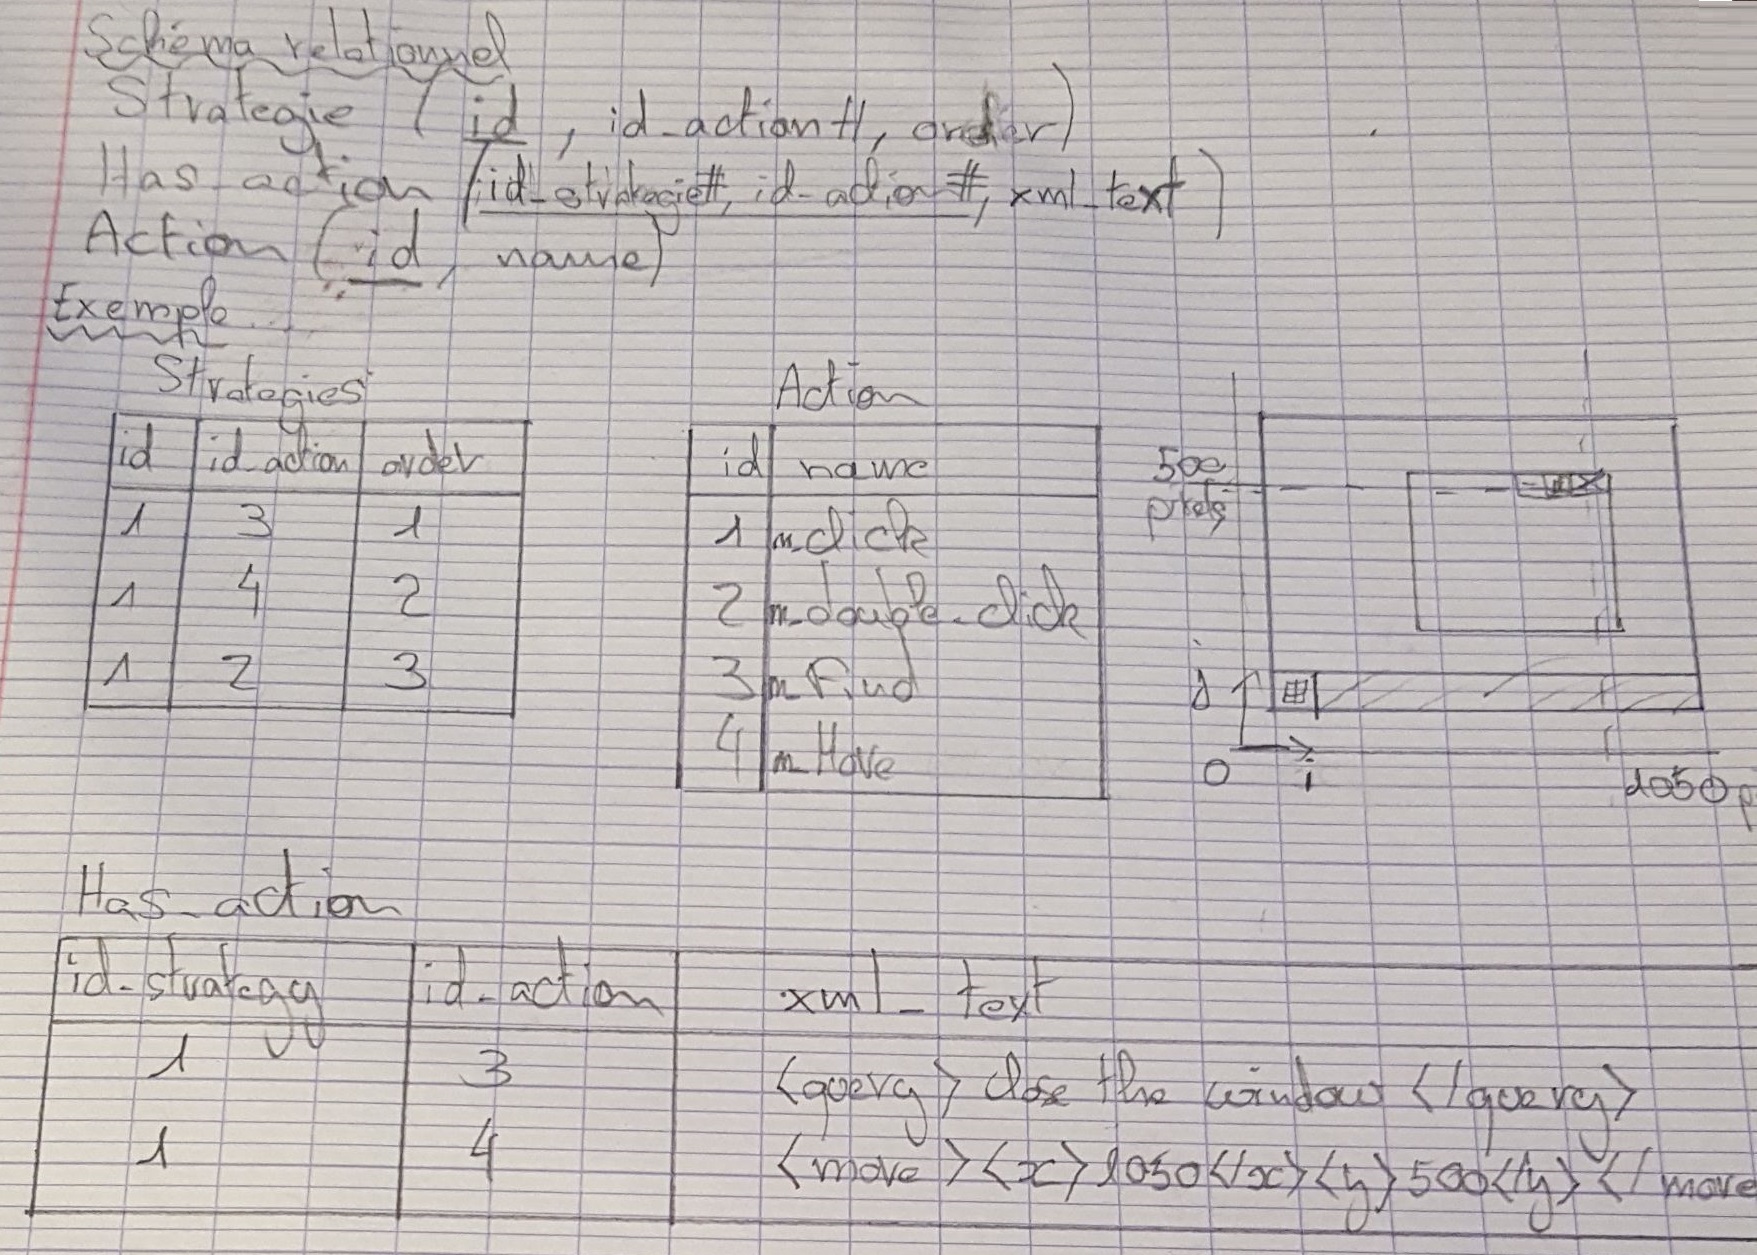 Schéma relationnel
Strategie (id, id_action#, order)
Has_action (id_strategie#, id_action#, xml_text)
Action (id, name)
Exemple
Strategies
id id_action order
1 3 1
1 4 2
1 2 3
Action
id name
1 m_click
2 m_double_click
3 m_Find
4 m_Move
500
pixels
j
0 i
1050 p
Has_action
id_strategy id_action xml_text
1 3 <query> Close the window </query>
1 4 <move><x>1050</x><y>500</y></move